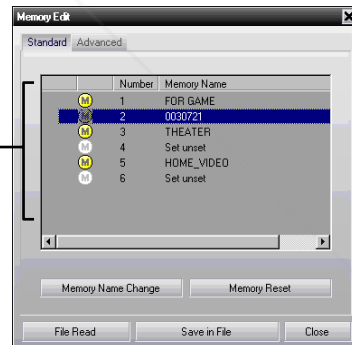 Memory Edit
Standard Advanced
Number Memory Name
M 1 FOR GAME
M 2 0030721
M 3 THEATER
M 4 Set unset
M 5 HOME_VIDEO
M 6 Set unset
Memory Name Change Memory Reset
File Read Save in File Close